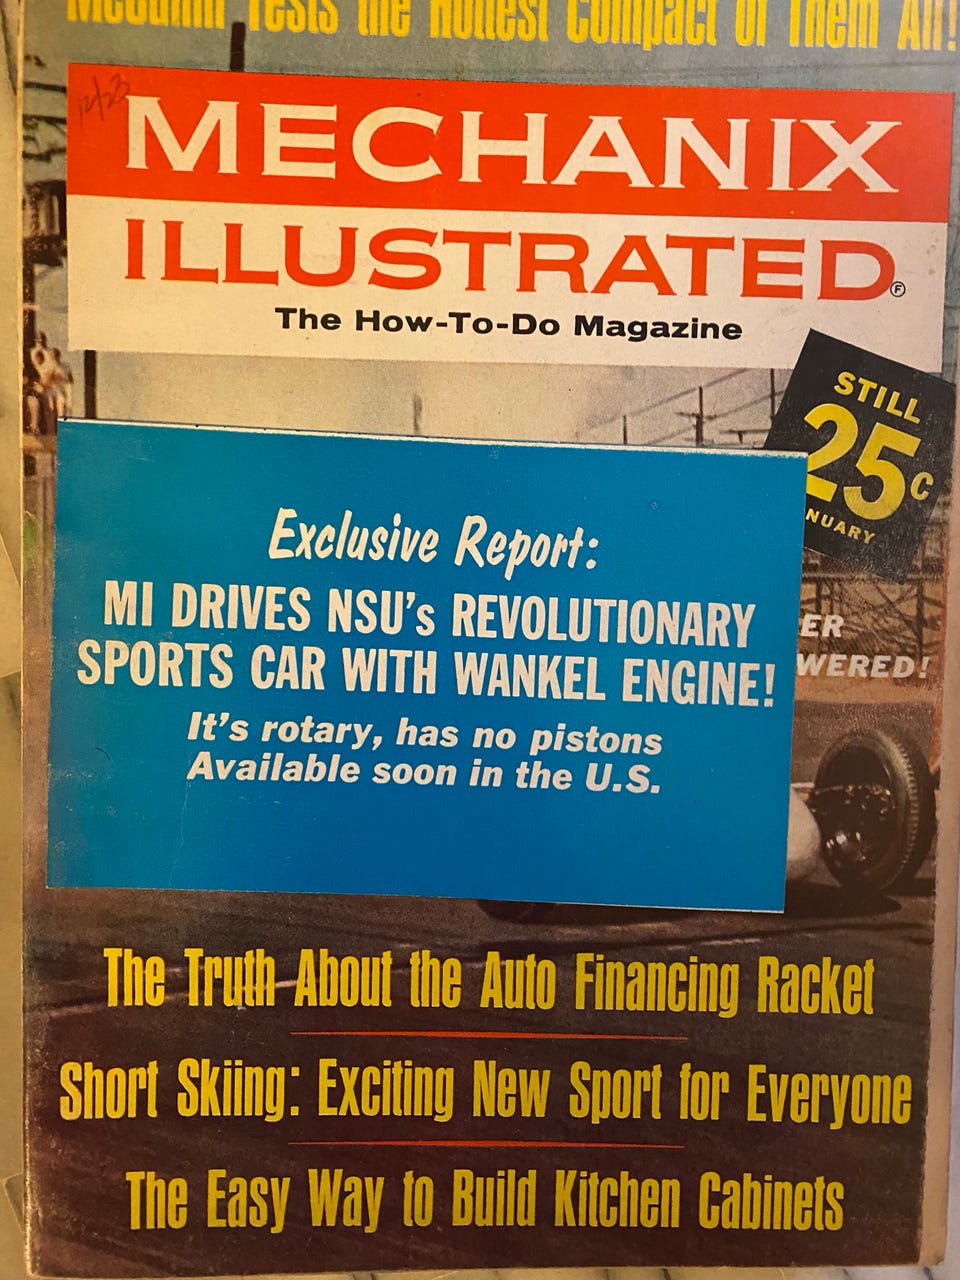 McCahill Tests the Hottest Compact Of Them All!
12/23
MECHANIX
ILLUSTRATED
Ⓕ
The How-To-Do Magazine
STILL
25¢
NUARY
Exclusive Report:
MI DRIVES NSU's REVOLUTIONARY
SPORTS CAR WITH WANKEL ENGINE!
It's rotary, has no pistons
Available soon in the U.S.
ER
WERED!
The Truth About the Auto Financing Racket
Short Skiing: Exciting New Sport for Everyone
The Easy Way to Build Kitchen Cabinets